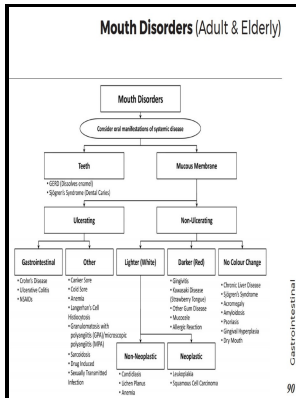 Mouth Disorders (Adult & Elderly)
Mouth Disorders
Consider oral manifestations of systemic disease
Teeth
• GERD (Dissolves enamel)
• Sjögren's Syndrome (Dental Caries)
Mucous Membrane
Ulcerating
Non-Ulcerating
Gastrointestinal
• Crohn's Disease
• Ulcerative Colitis
• NSAIDs
Other
• Canker Sore
• Cold Sore
• Anemia
• Langerhan's Cell
Histiocytosis
• Granulomatosis with
polyangiitis (GPA)/microscopic
polyangiitis (MPA)
• Sarcoidosis
• Drug Induced
• Sexually Transmitted
Infection
Lighter (White)
Darker (Red)
• Gingivitis
• Kawasaki Disease
(Strawberry Tongue)
• Other Gum Disease
• Mucocele
• Allergic Reaction
No Colour Change
• Chronic Liver Disease
• Sjögren's Syndrome
• Acromegaly
• Amyloidosis
• Psoriasis
• Gingival Hyperplasia
• Dry Mouth
Non-Neoplastic
• Candidiasis
• Lichen Planus
• Anemia
Neoplastic
• Leukoplakia
• Squamous Cell Carcinoma
Gastrointestinal
90